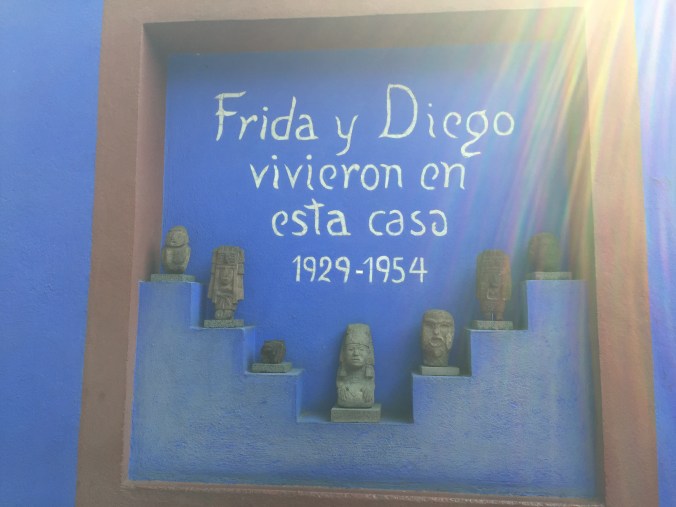 Frida y Diego
vivieron en
esta casa
1929-1954